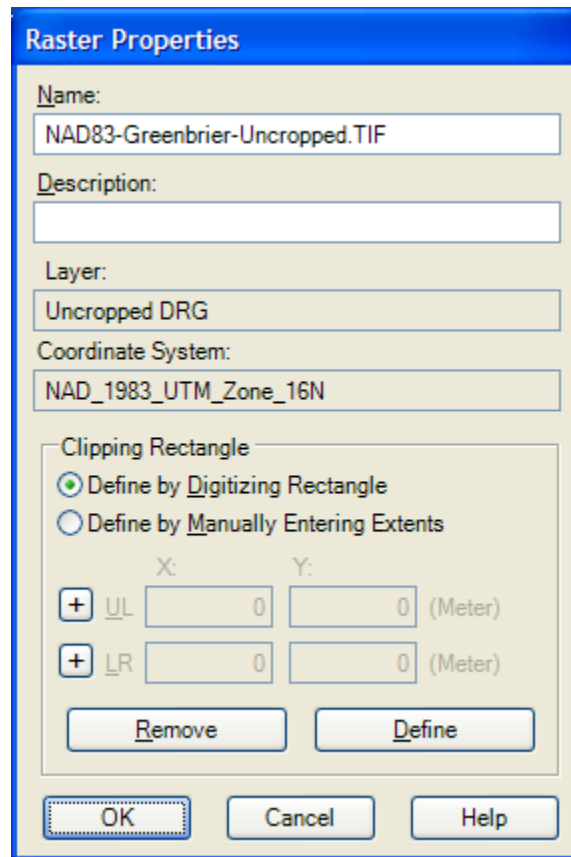 Raster Properties
Name:
NAD83-Greenbrier-Uncropped.TIF
Description:
Layer:
Uncropped DRG
Coordinate System:
NAD_1983_UTM_Zone_16N
Clipping Rectangle
Define by Digitizing Rectangle
Define by Manually Entering Extents
X: Y:
+ UL 0 0 (Meter)
+ LR 0 0 (Meter)
Remove Define
OK Cancel Help